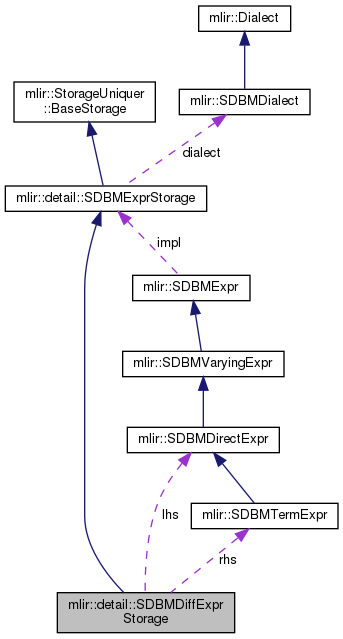 mlir::Dialect
mlir::StorageUniquer
::BaseStorage
mlir::SDBMDialect
dialect
mlir::detail::SDBMExprStorage
impl
mlir::SDBMExpr
mlir::SDBMVaryingExpr
mlir::SDBMDirectExpr
lhs
mlir::SDBMTermExpr
rhs
mlir::detail::SDBMDiffExpr
Storage